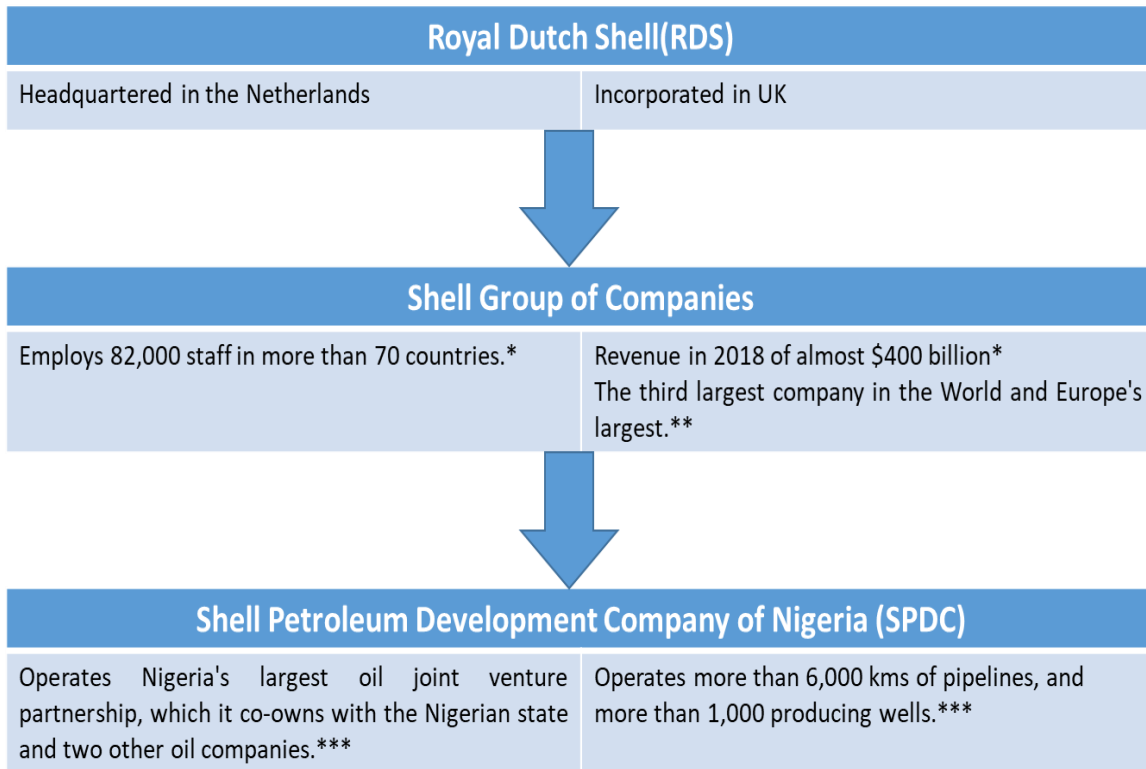 Royal Dutch Shell(RDS)
Headquartered in the Netherlands
Incorporated in UK
Shell Group of Companies
Employs 82,000 staff in more than 70 countries.*
Revenue in 2018 of almost $400 billion*
The third largest company in the World and Europe's
largest.**
Shell Petroleum Development Company of Nigeria (SPDC)
Operates Nigeria's largest oil joint venture
partnership, which it co-owns with the Nigerian state
and two other oil companies.***
Operates more than 6,000 kms of pipelines, and
more than 1,000 producing wells.***